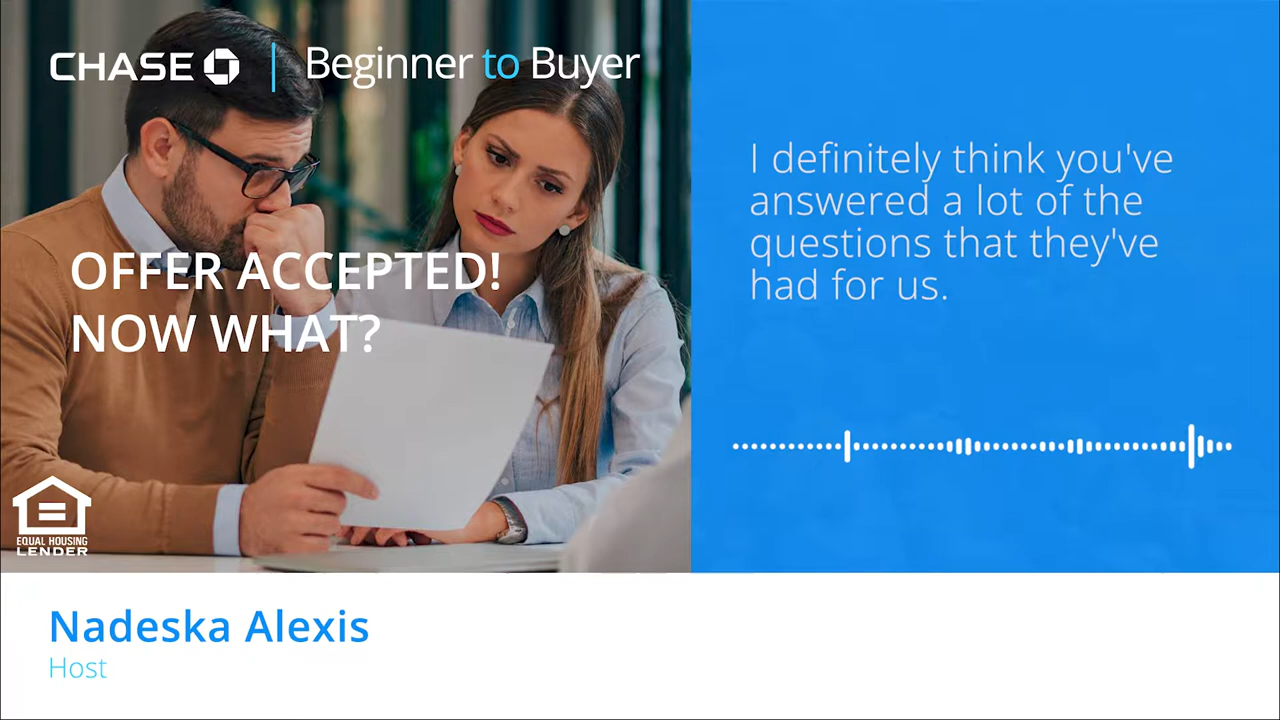 CHASE
Beginner to Buyer
OFFER ACCEPTED!
NOW WHAT?
EQUAL HOUSING
LENDER
I definitely think you've
answered a lot of the
questions that they've
had for us.
Nadeska Alexis
Host